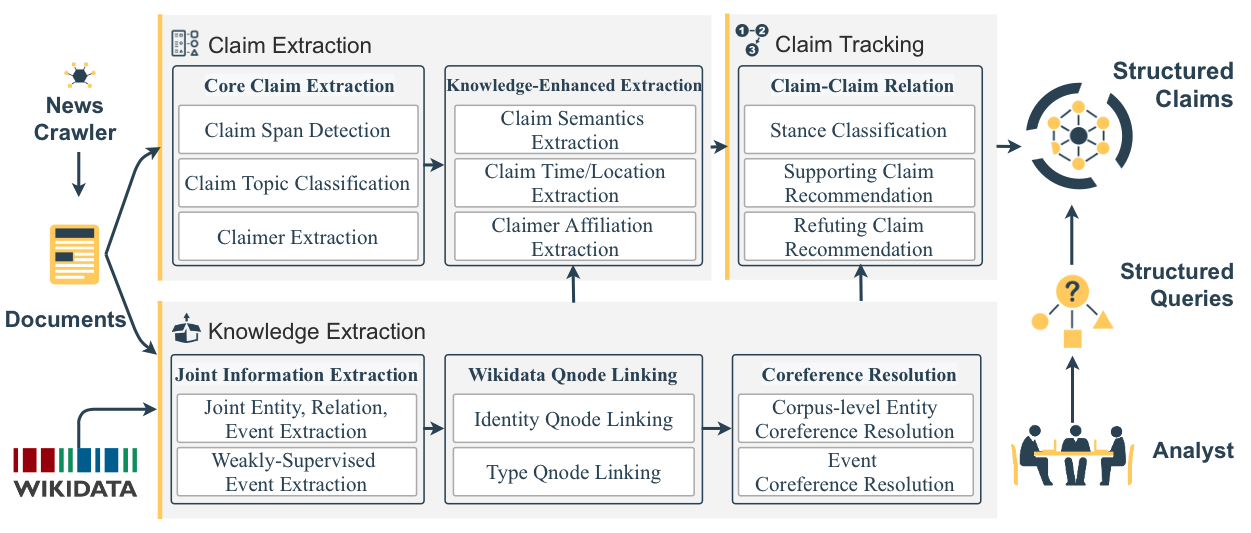 News
Crawler
Documents
WIKIDATA
Claim Extraction
Core Claim Extraction
Claim Span Detection
Claim Topic Classification
Claimer Extraction
Knowledge-Enhanced Extraction
Claim Semantics
Extraction
Claim Time/Location
Extraction
Claimer Affiliation
Extraction
1
2
3
Claim Tracking
Claim-Claim Relation
Stance Classification
Supporting Claim
Recommendation
Refuting Claim
Recommendation
Knowledge Extraction
Joint Information Extraction
Joint Entity, Relation,
Event Extraction
Weakly-Supervised
Event Extraction
Wikidata Qnode Linking
Identity Qnode Linking
Type Qnode Linking
Coreference Resolution
Corpus-level Entity
Coreference Resolution
Event
Coreference Resolution
Structured
Claims
Structured
Queries
?
Analyst